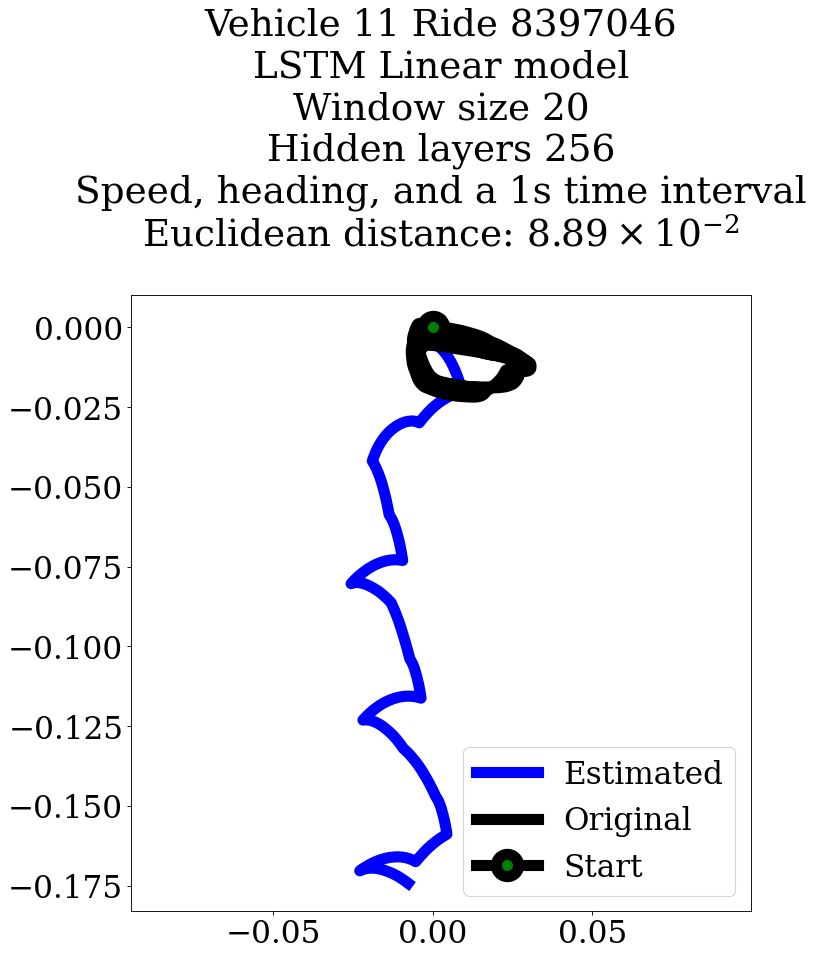 Vehicle 11 Ride 8397046
LSTM Linear model
Window size 20
Hidden layers 256
Speed, heading, and a 1s time interval
Euclidean distance: 8.89 × 10⁻²
0.000
−0.025
−0.050
−0.075
−0.100
−0.125
−0.150
−0.175
Estimated
Original
Start
−0.05
0.00
0.05